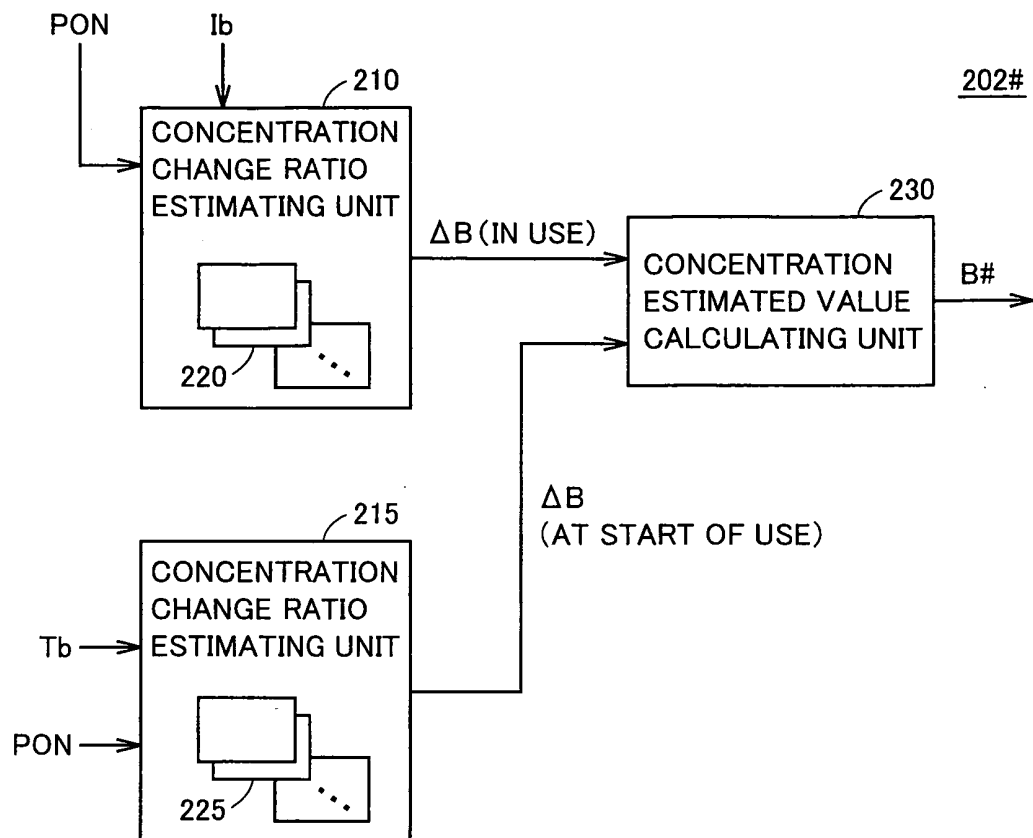 PON
Ib
202#
210
CONCENTRATION
CHANGE RATIO
ESTIMATING UNIT
220
ΔB (IN USE)
230
CONCENTRATION
ESTIMATED VALUE
CALCULATING UNIT
B#
ΔB
(AT START OF USE)
215
CONCENTRATION
CHANGE RATIO
ESTIMATING UNIT
Tb
PON
225